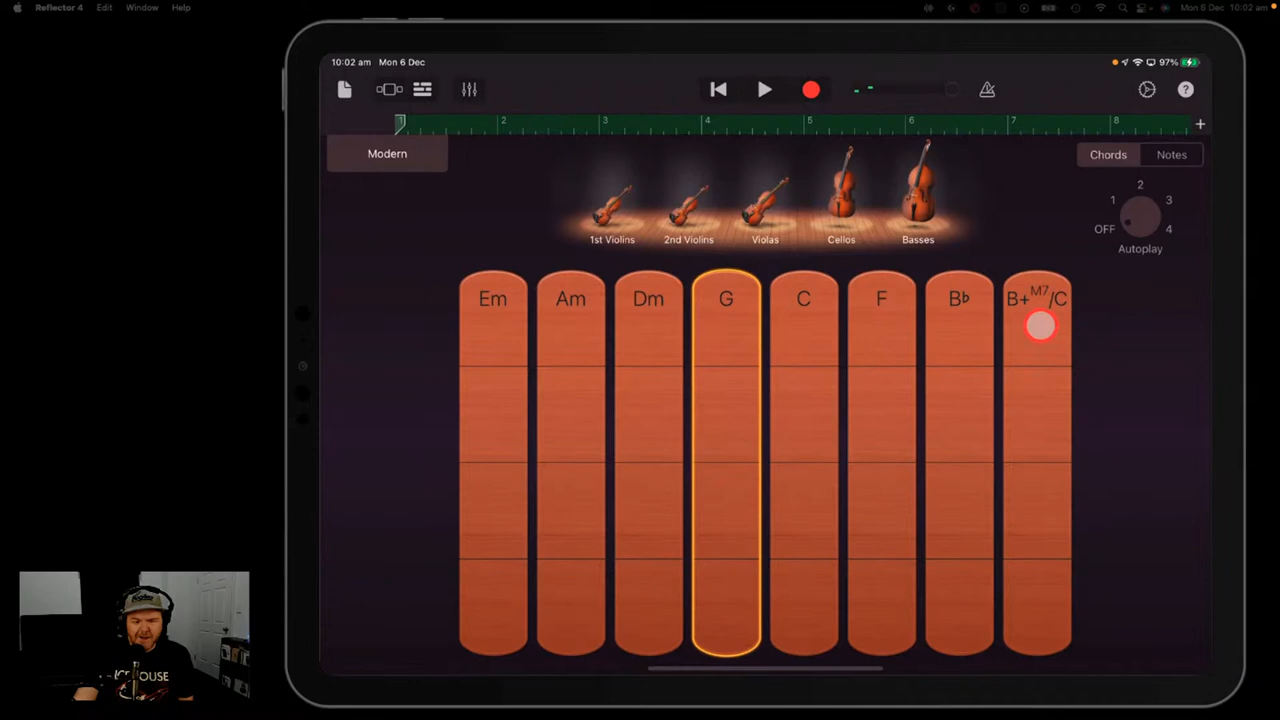 Reflector 4 Edit Window Help
Mon 6 Dec 10:02 am
10:02 am Mon 6 Dec
97%
1 2 3 4 5 6 7 8 +
Modern
Chords Notes
1st Violins 2nd Violins Violas Cellos Basses
OFF 1 2 3 4
Autoplay
Em Am Dm G C F B♭ B+M7/C
HOUSE